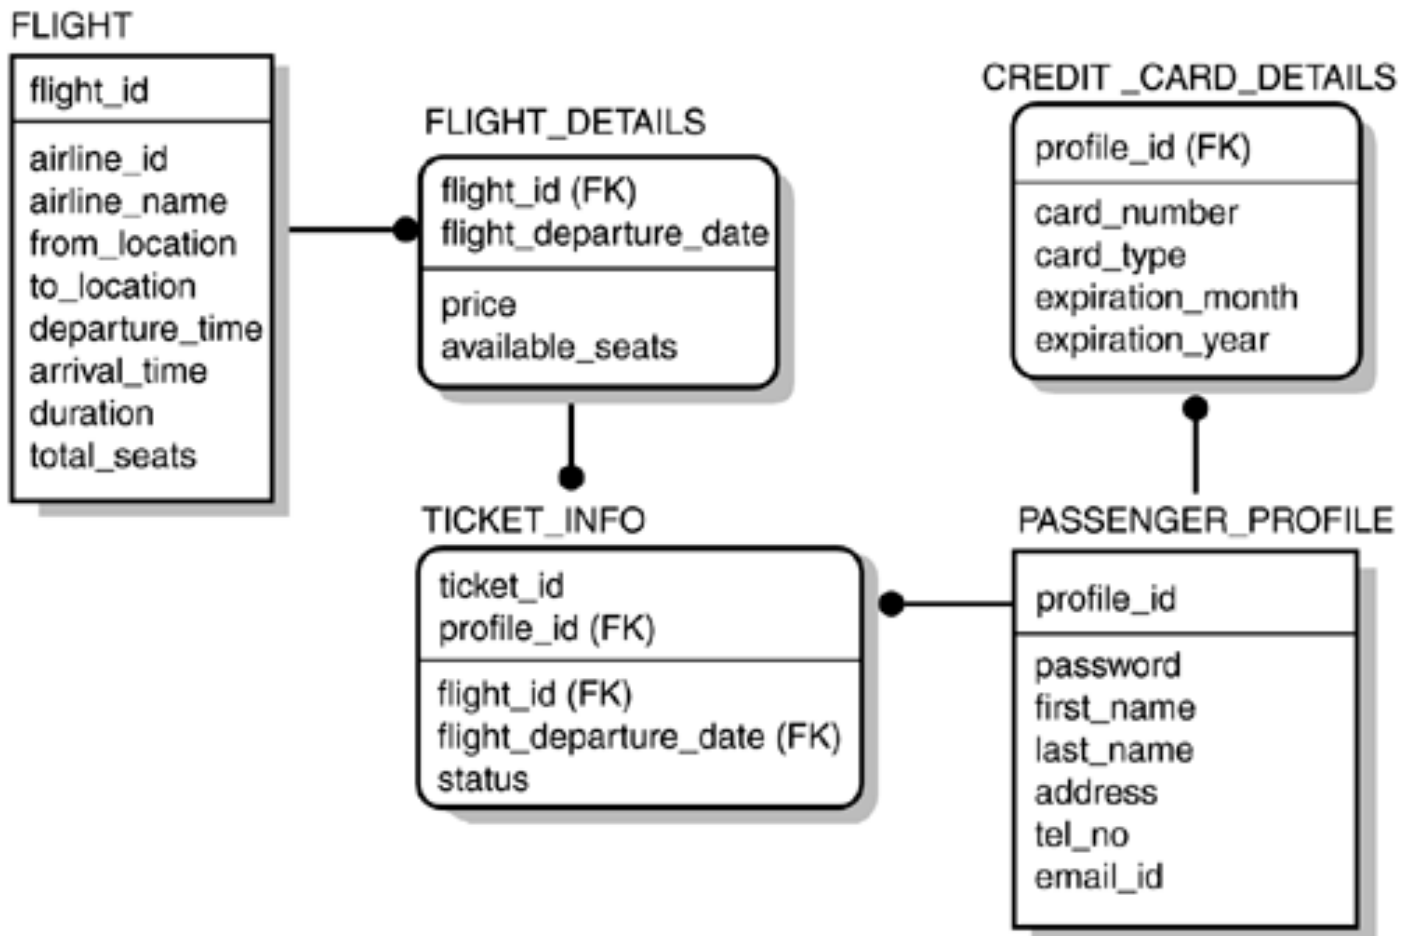 FLIGHT
flight_id
airline_id
airline_name
from_location
to_location
departure_time
arrival_time
duration
total_seats
FLIGHT_DETAILS
flight_id (FK)
flight_departure_date
price
available_seats
CREDIT _CARD_DETAILS
profile_id (FK)
card_number
card_type
expiration_month
expiration_year
TICKET_INFO
ticket_id
profile_id (FK)
flight_id (FK)
flight_departure_date (FK)
status
PASSENGER_PROFILE
profile_id
password
first_name
last_name
address
tel_no
email_id